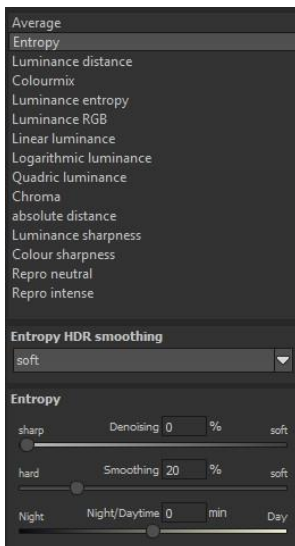 Average
Entropy
Luminance distance
Colourmix
Luminance entropy
Luminance RGB
Linear luminance
Logarithmic luminance
Quadric luminance
Chroma
absolute distance
Luminance sharpness
Colour sharpness
Repro neutral
Repro intense
Entropy HDR smoothing
soft
Entropy
sharp Denoising 0 % soft
hard Smoothing 20 % soft
Night Night/Daytime 0 min Day